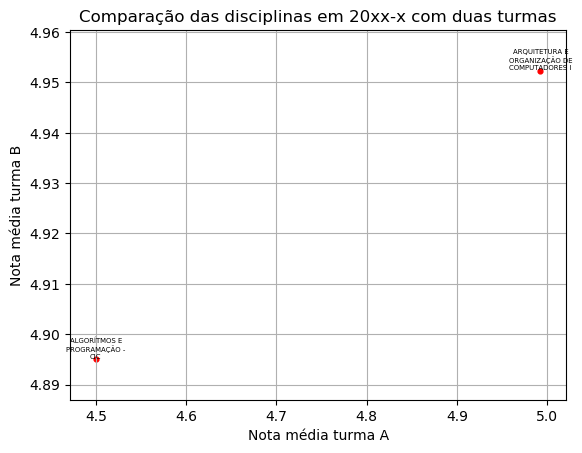 Comparação das disciplinas em 20xx-x com duas turmas
4.96
ARQUITETURA E
ORGANIZAÇÃO DE
COMPUTADORES I
4.95
4.94
4.93
Nota média turma B
4.92
4.91
4.90
ALGORÍTMOS E
PROGRAMAÇÃO -
CIC
4.89
4.5
4.6
4.7
4.8
4.9
5.0
Nota média turma A